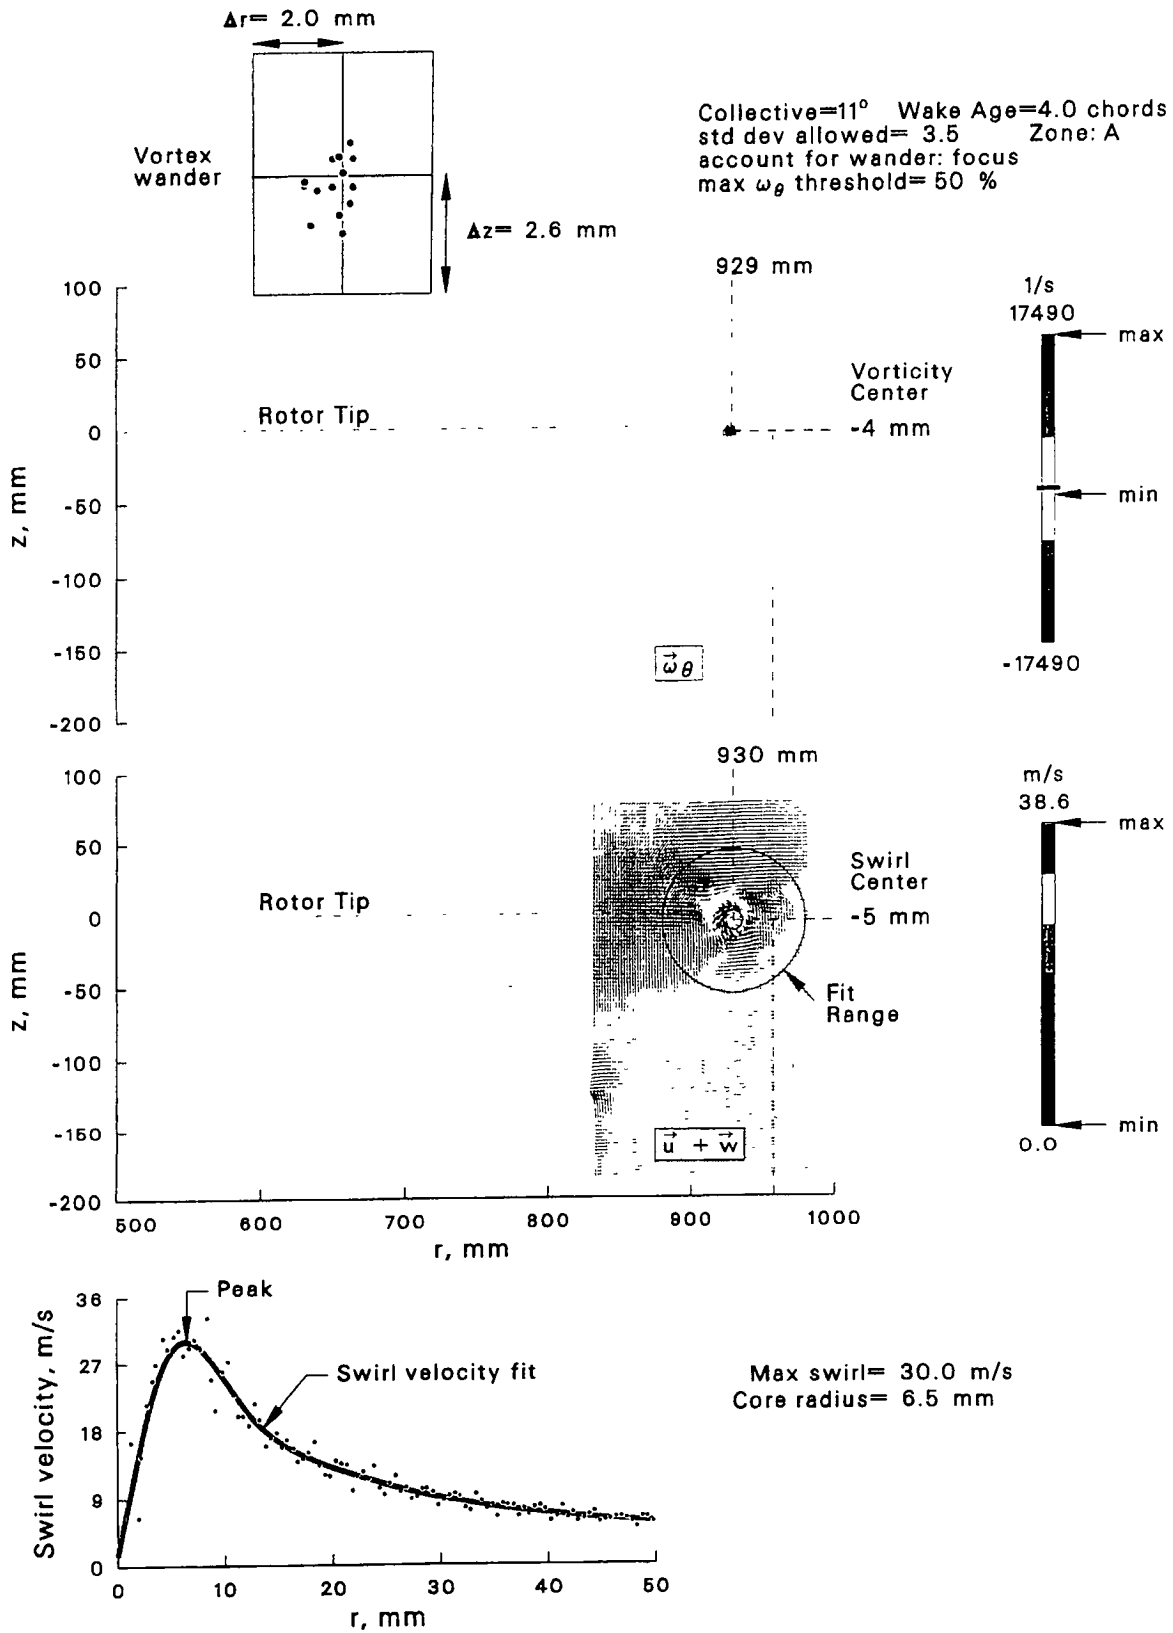 Δr= 2.0 mm
Vortex
wander
Δz= 2.6 mm
Collective=11° Wake Age=4.0 chords
std dev allowed= 3.5 Zone: A
account for wander: focus
max ωθ threshold= 50 %
929 mm
1/s
17490
max
min
-17490
100
50
0
-50
-100
-150
-200
z, mm
Rotor Tip
Vorticity
Center
-4 mm
ω⃗θ
930 mm
m/s
38.6
max
min
0.0
100
50
0
-50
-100
-150
-200
z, mm
Rotor Tip
Swirl
Center
-5 mm
Fit
Range
u⃗ + w⃗
500 600 700 800 900 1000
r, mm
36
27
18
9
0
Swirl velocity, m/s
Peak
Swirl velocity fit
Max swirl= 30.0 m/s
Core radius= 6.5 mm
0 10 20 30 40 50
r, mm